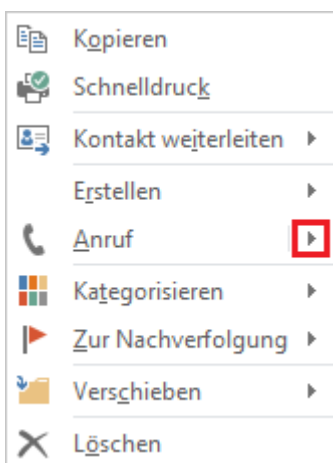 Kopieren
Schnelldruck
Kontakt weiterleiten
Erstellen
Anruf
Kategorisieren
Zur Nachverfolgung
Verschieben
Löschen